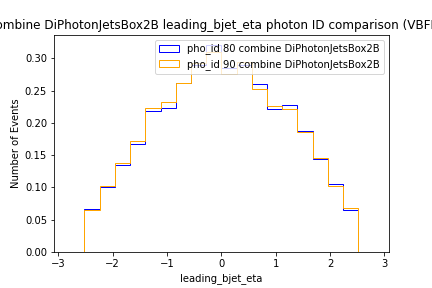 combine DiPhotonJetsBox2B leading_bjet_eta photon ID comparison (VBF
pho_id 80 combine DiPhotonJetsBox2B
pho_id 90 combine DiPhotonJetsBox2B
Number of Events
0.30
0.25
0.20
0.15
0.10
0.05
0.00
−3
−2
−1
0
1
2
3
leading_bjet_eta